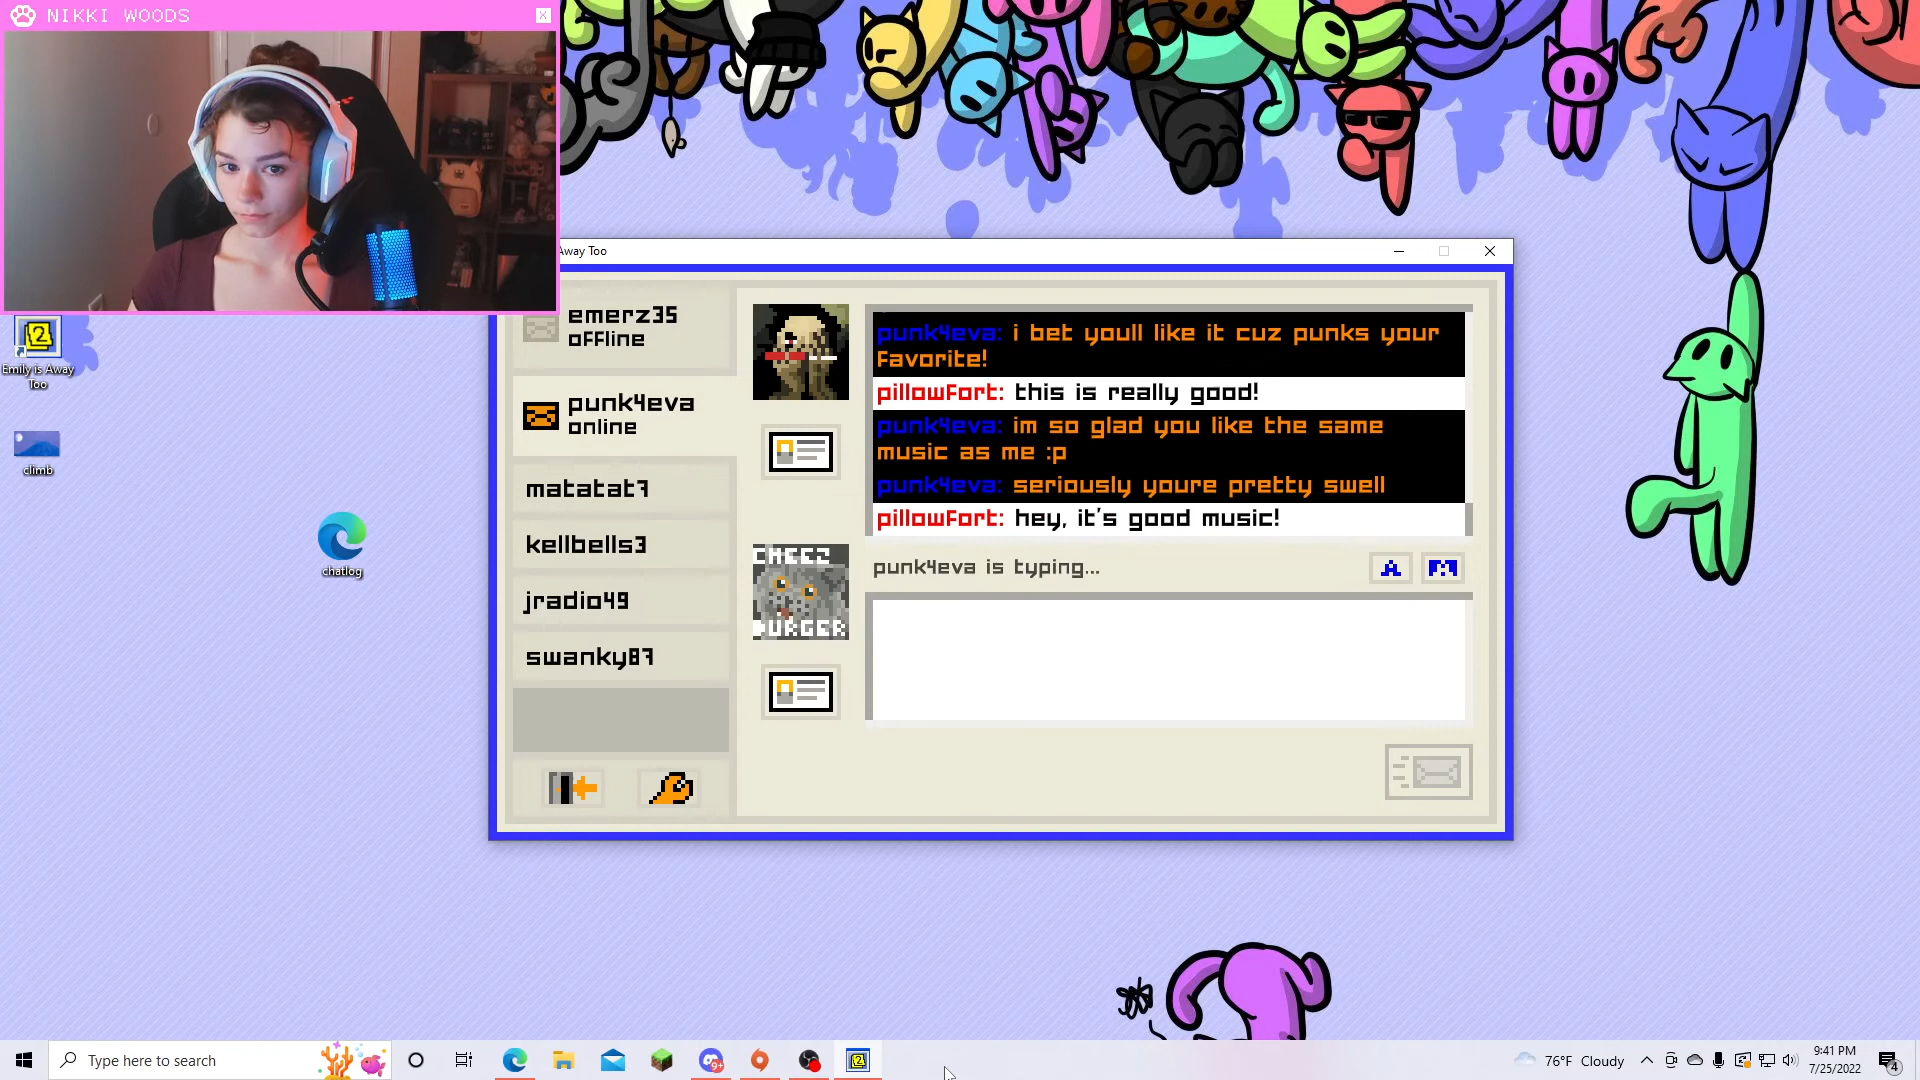 NIKKI WOODS
Away Too
Emily is Away
Too
climb
chatlog
emerz35
offline
punk4eva
online
matatat7
kellbells3
jradio49
swanky87
CHEEZ
BURGER
punk4eva: i bet youll like it cuz punks your
favorite!
pillowfort: this is really good!
punk4eva: im so glad you like the same
music as me :p
punk4eva: seriously youre pretty swell
pillowfort: hey, it's good music!
punk4eva is typing...
A
Type here to search
9+
2
76°F Cloudy
9:41 PM
7/25/2022
4